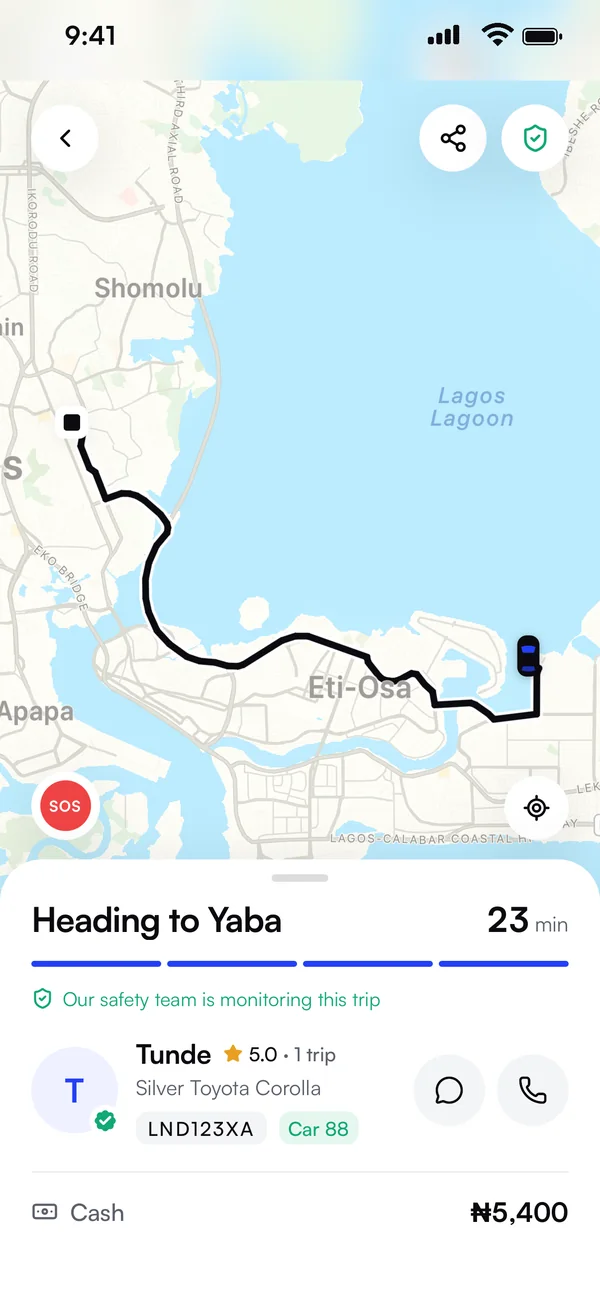 9:41
THIRD AXIAL ROAD
IKORODU ROAD
Shomolu
Lagos
Lagoon
S
EKO BRIDGE
Eti-Osa
Apapa
SOS
LAGOS-CALABAR COASTAL
Heading to Yaba
23 min
Our safety team is monitoring this trip
Tunde 5.0 · 1 trip
T
Silver Toyota Corolla
LND123XA Car 88
Cash ₦5,400